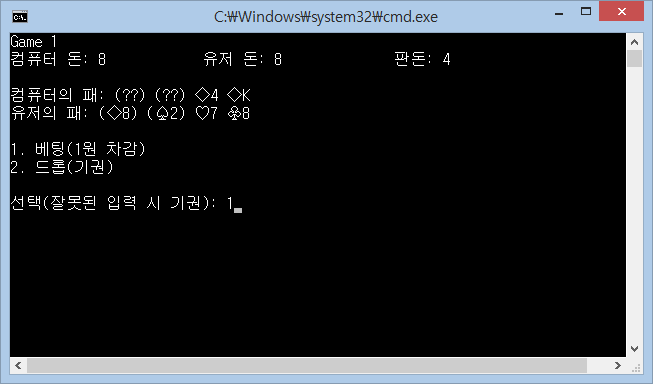 C:₩Windows₩system32₩cmd.exe
Game 1
컴퓨터 돈: 8 유저 돈: 8 판돈: 4
컴퓨터의 패: (??) (??) ◇4 ◇K
유저의 패: (◇8) (♤2) ♡7 ♧8
1. 베팅(1원 차감)
2. 드롭(기권)
선택(잘못된 입력 시 기권): 1